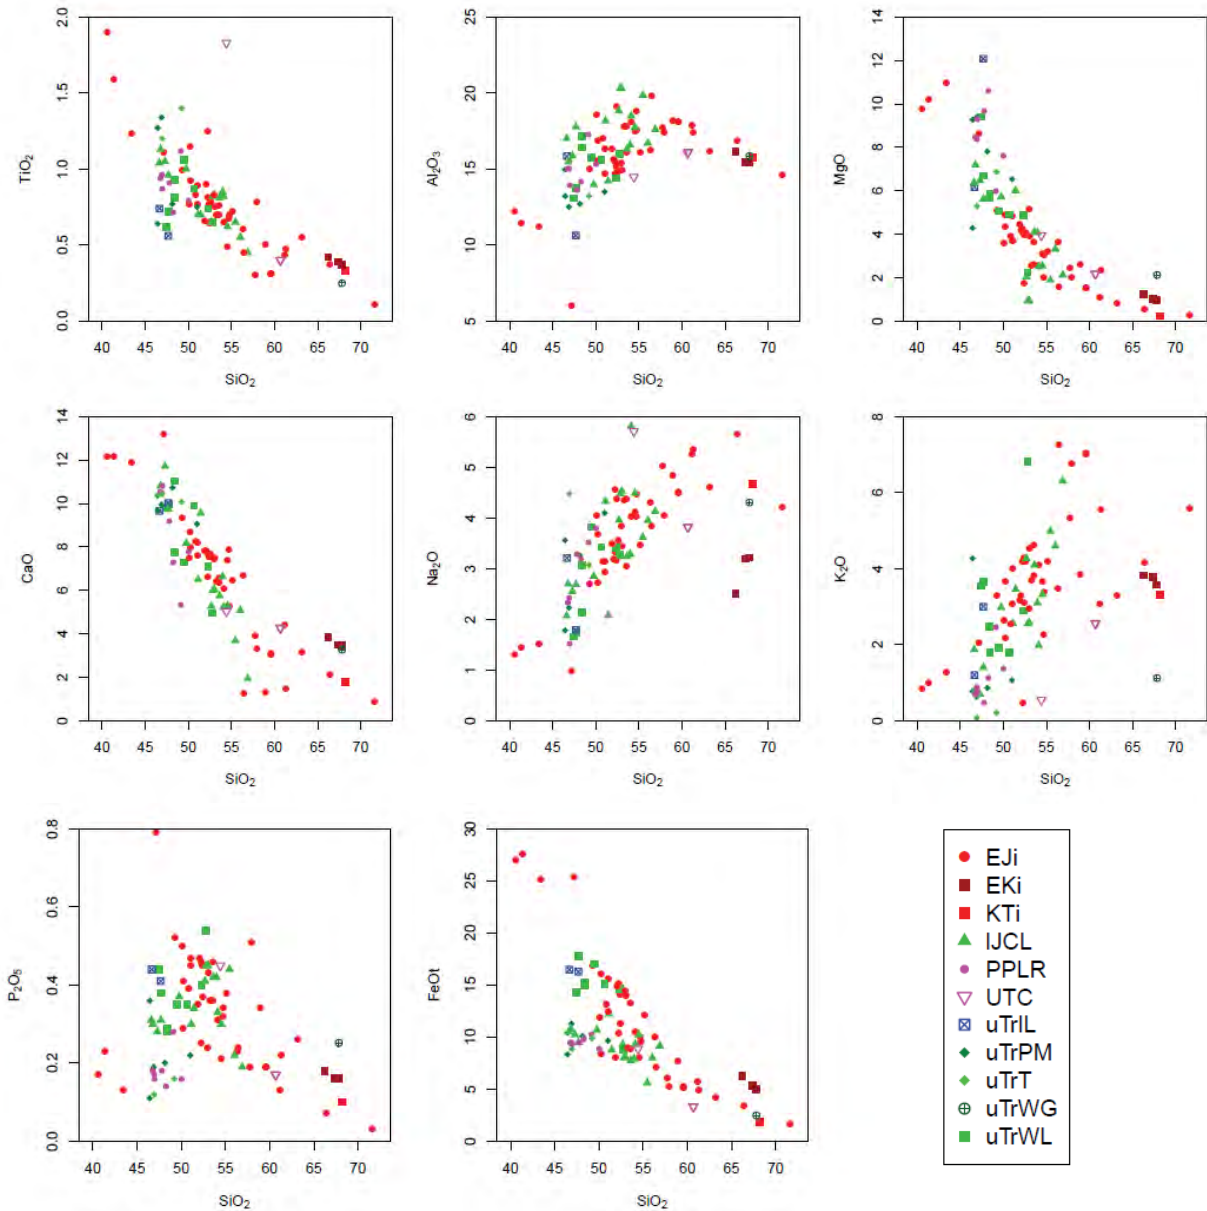 TiO2
0.0 0.5 1.0 1.5 2.0
40 45 50 55 60 65 70
SiO2
Al2O3
5 10 15 20 25
40 45 50 55 60 65 70
SiO2
MgO
0 2 4 6 8 10 12 14
40 45 50 55 60 65 70
SiO2
CaO
0 2 4 6 8 10 12 14
40 45 50 55 60 65 70
SiO2
Na2O
0 1 2 3 4 5 6
40 45 50 55 60 65 70
SiO2
K2O
0 2 4 6 8
40 45 50 55 60 65 70
SiO2
P2O5
0.0 0.2 0.4 0.6 0.8
40 45 50 55 60 65 70
SiO2
FeOt
0 5 10 15 20 25 30
40 45 50 55 60 65 70
SiO2
EJi
EKi
KTi
IJCL
PPLR
UTC
uTrIL
uTrPM
uTrT
uTrWG
uTrWL